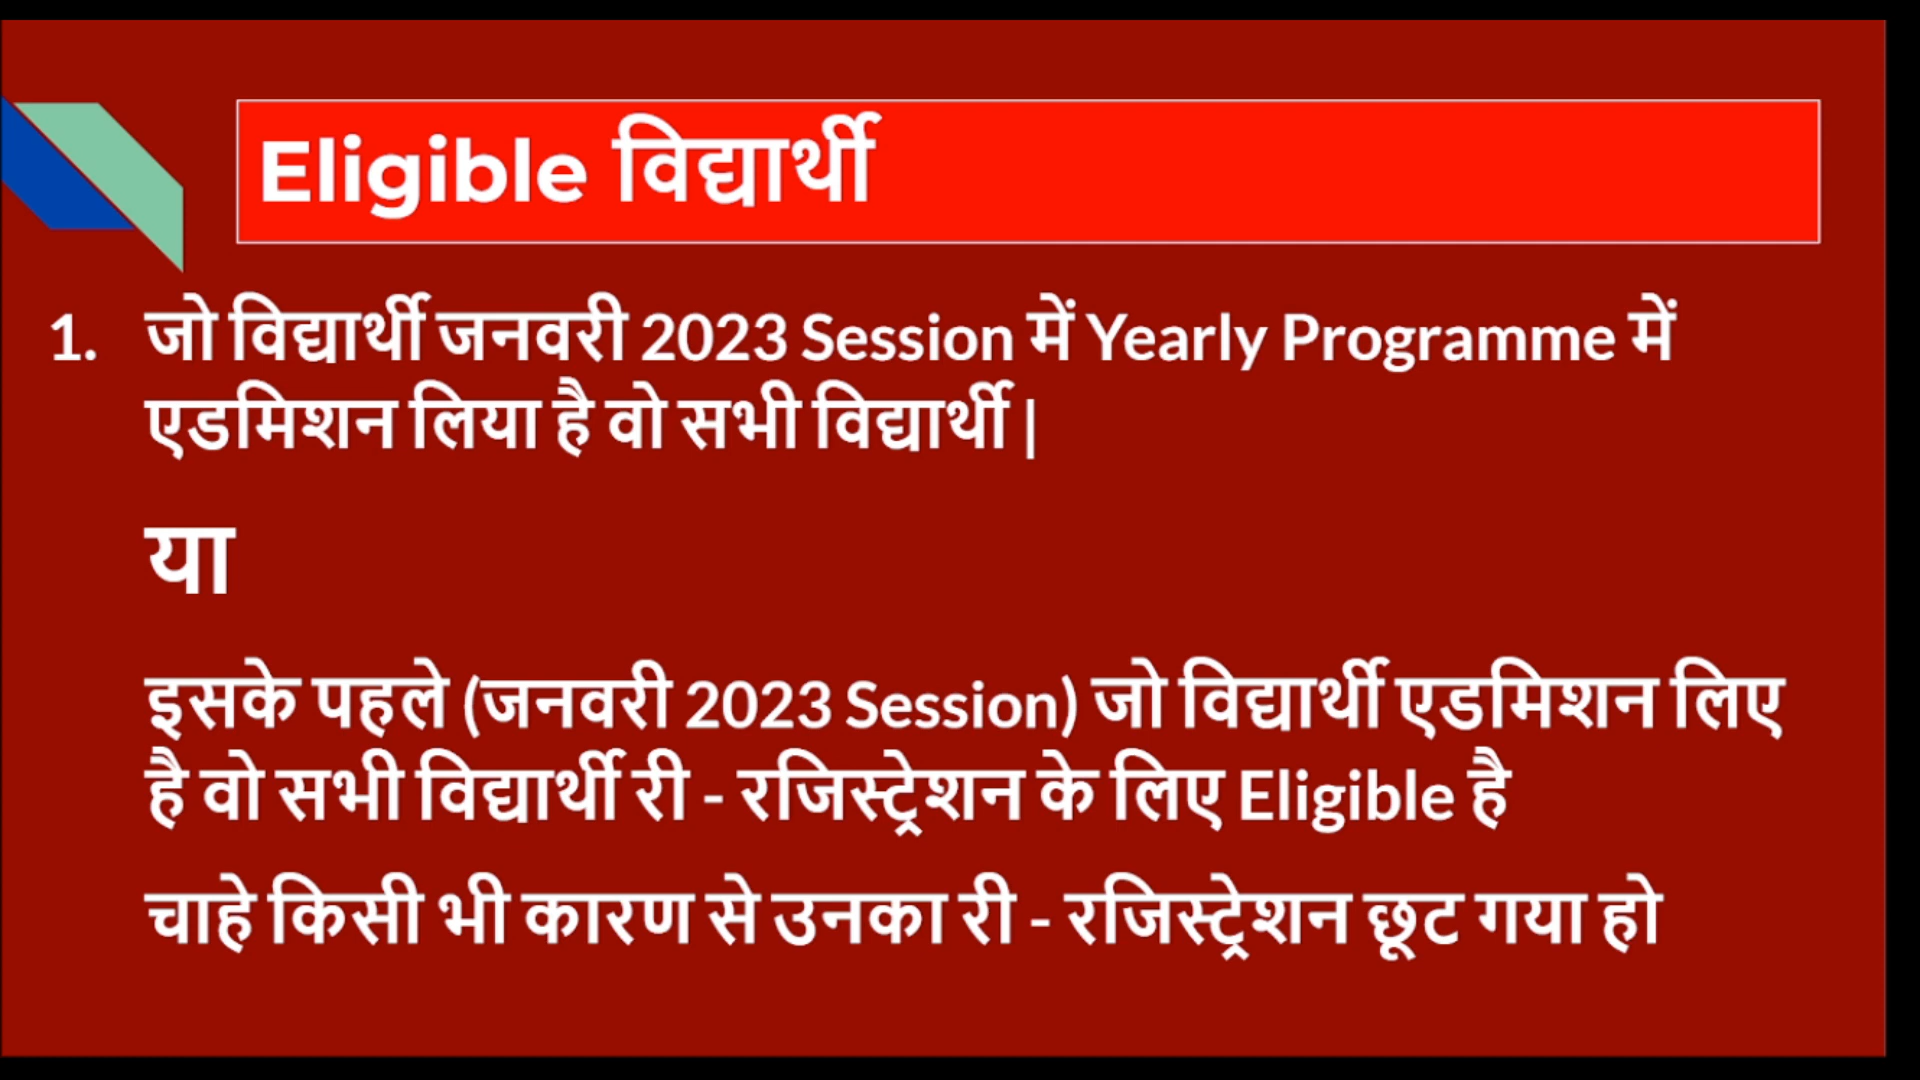 Eligible विद्यार्थी
1. जो विद्यार्थी जनवरी 2023 Session में Yearly Programme में
एडमिशन लिया है वो सभी विद्यार्थी |
या
इसके पहले (जनवरी 2023 Session) जो विद्यार्थी एडमिशन लिए
है वो सभी विद्यार्थी री - रजिस्ट्रेशन के लिए Eligible है
चाहे किसी भी कारण से उनका री - रजिस्ट्रेशन छूट गया हो